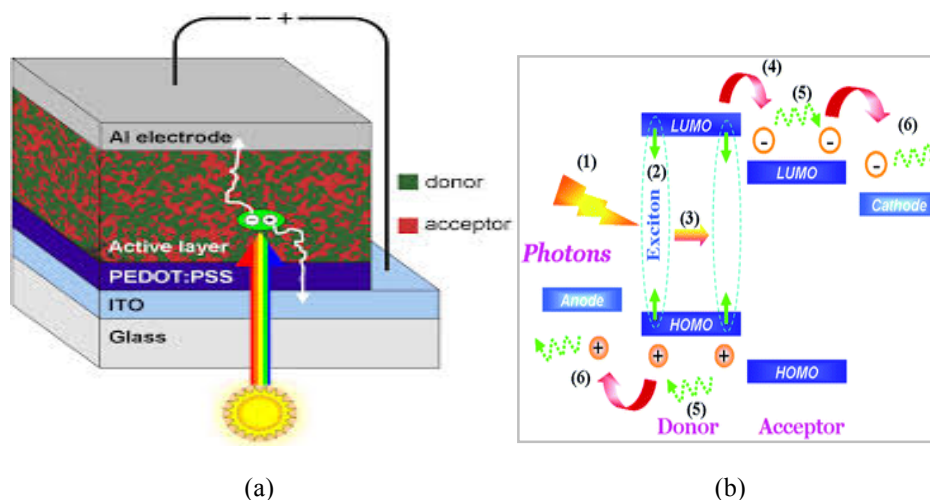 − +
Al electrode
donor
acceptor
Active layer
PEDOT:PSS
ITO
Glass
(a)
(1)
Photons
Exciton
(2)
(3)
(4)
(5)
(6)
LUMO
LUMO
Cathode
Anode
HOMO
HOMO
(6)
(5)
Donor Acceptor
(b)